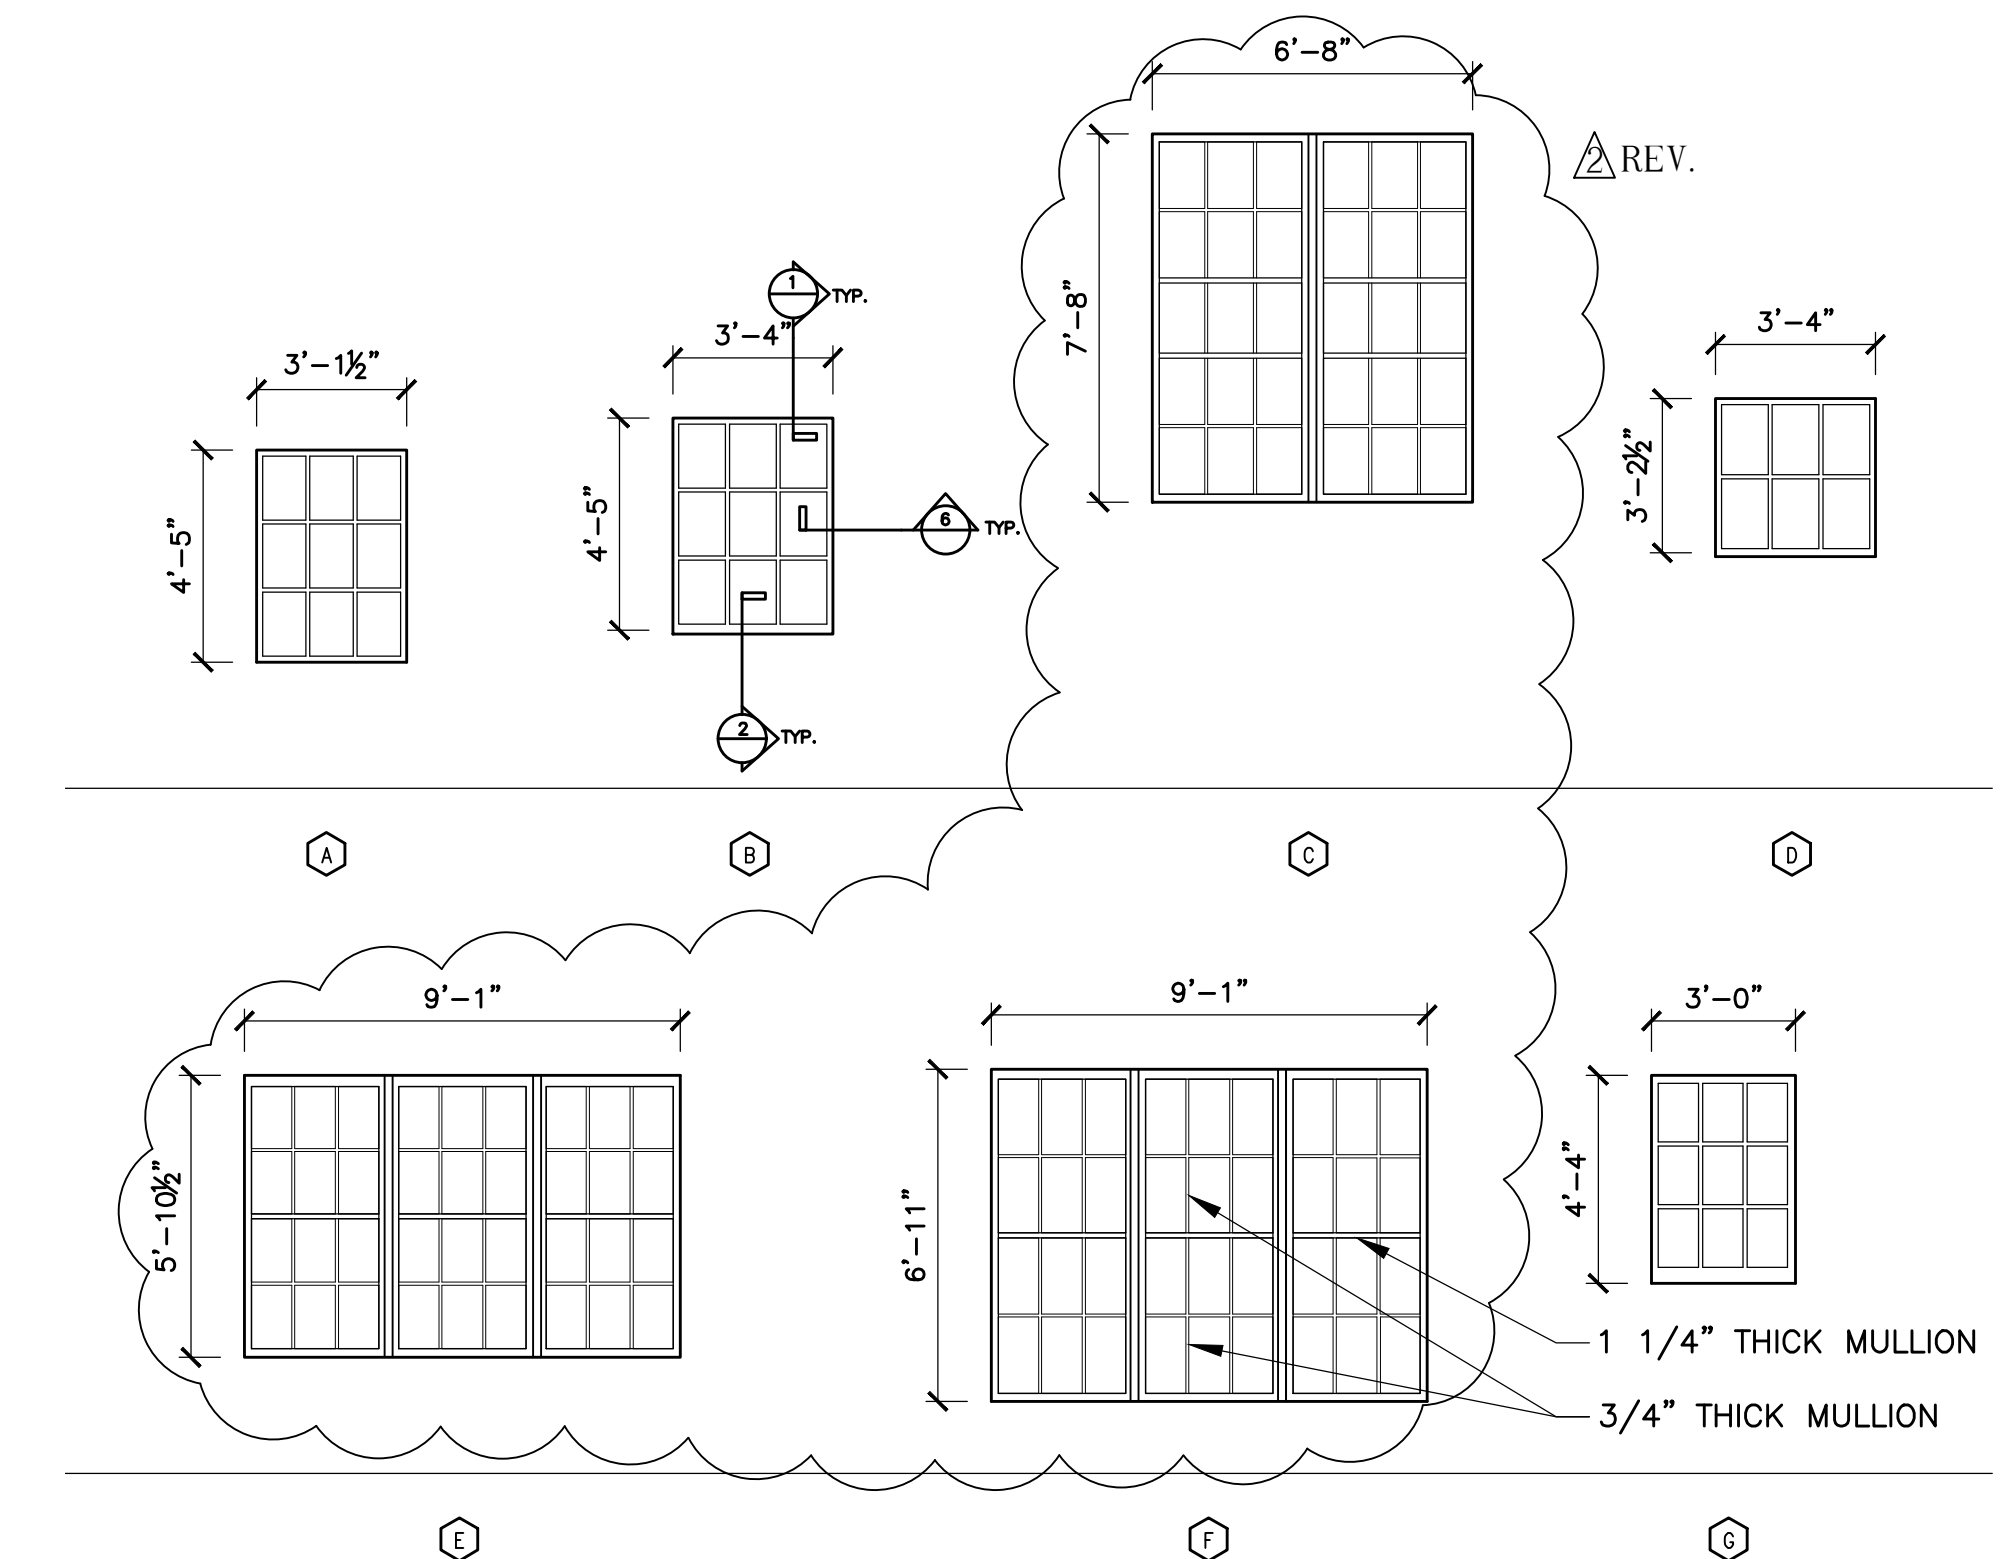 6'-8"
2 REV.
7'-8"
1 TYP.
3'-4"
3'-1½"
4'-5"
4'-5"
6 TYP.
2 TYP.
3'-4"
3'-2½"
A
B
C
D
9'-1"
5'-10½"
9'-1"
6'-11"
3'-0"
4'-4"
1 1/4" THICK MULLION
3/4" THICK MULLION
E
F
G